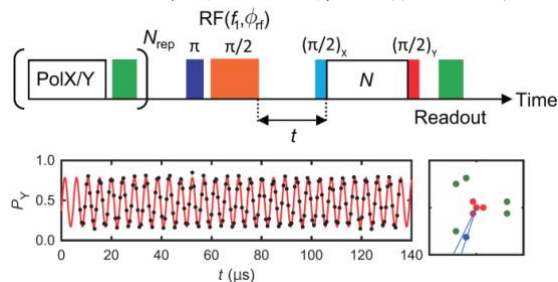 RF(f₁,ϕrf)
Nrep π π/2 (π/2)X (π/2)Y
PolX/Y N
Time
t Readout
1.0
PY 0.5
0.0
0 20 40 60 80 100 120 140
t (μs)